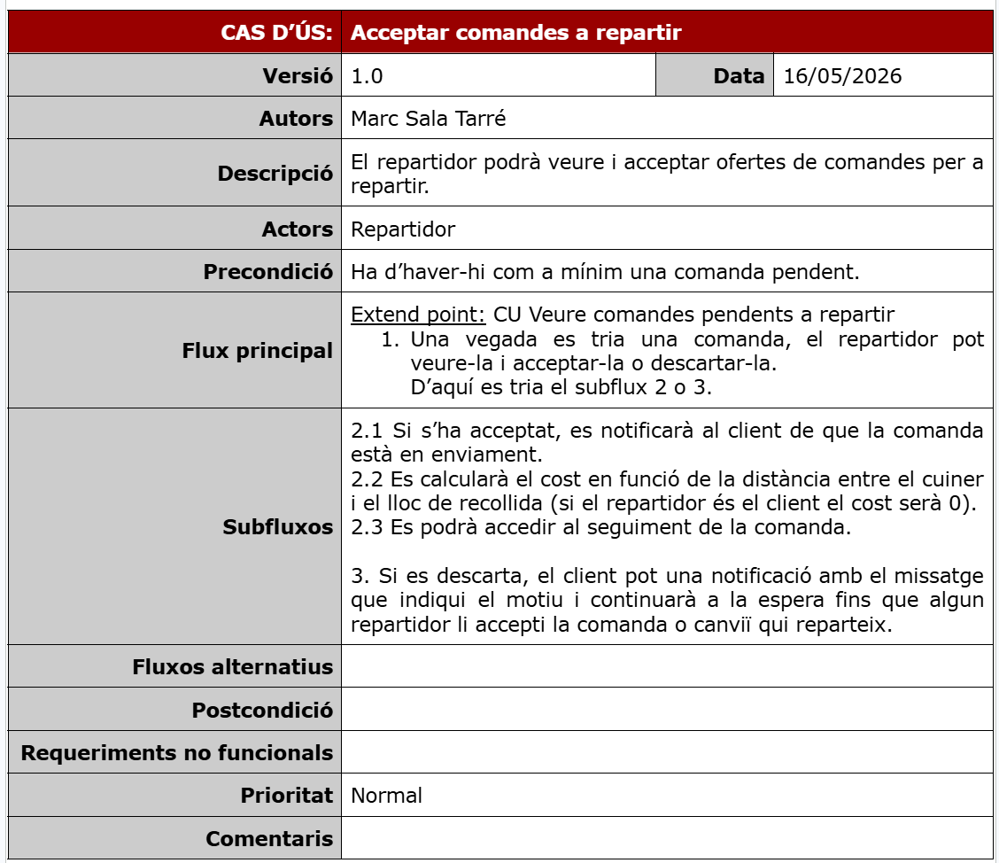 CAS D’ÚS: Acceptar comandes a repartir
Versió 1.0 Data 16/05/2026
Autors Marc Sala Tarré
Descripció El repartidor podrà veure i acceptar ofertes de comandes per a
repartir.
Actors Repartidor
Precondició Ha d’haver-hi com a mínim una comanda pendent.
Flux principal
Extend point: CU Veure comandes pendents a repartir
1. Una vegada es tria una comanda, el repartidor pot
veure-la i acceptar-la o descartar-la.
D’aquí es tria el subflux 2 o 3.
Subfluxos
2.1 Si s’ha acceptat, es notificarà al client de que la comanda
està en enviament.
2.2 Es calcularà el cost en funció de la distància entre el cuiner
i el lloc de recollida (si el repartidor és el client el cost serà 0).
2.3 Es podrà accedir al seguiment de la comanda.
3. Si es descarta, el client pot una notificació amb el missatge
que indiqui el motiu i continuarà a la espera fins que algun
repartidor li accepti la comanda o canviï qui reparteix.
Fluxos alternatius
Postcondició
Requeriments no funcionals
Prioritat Normal
Comentaris